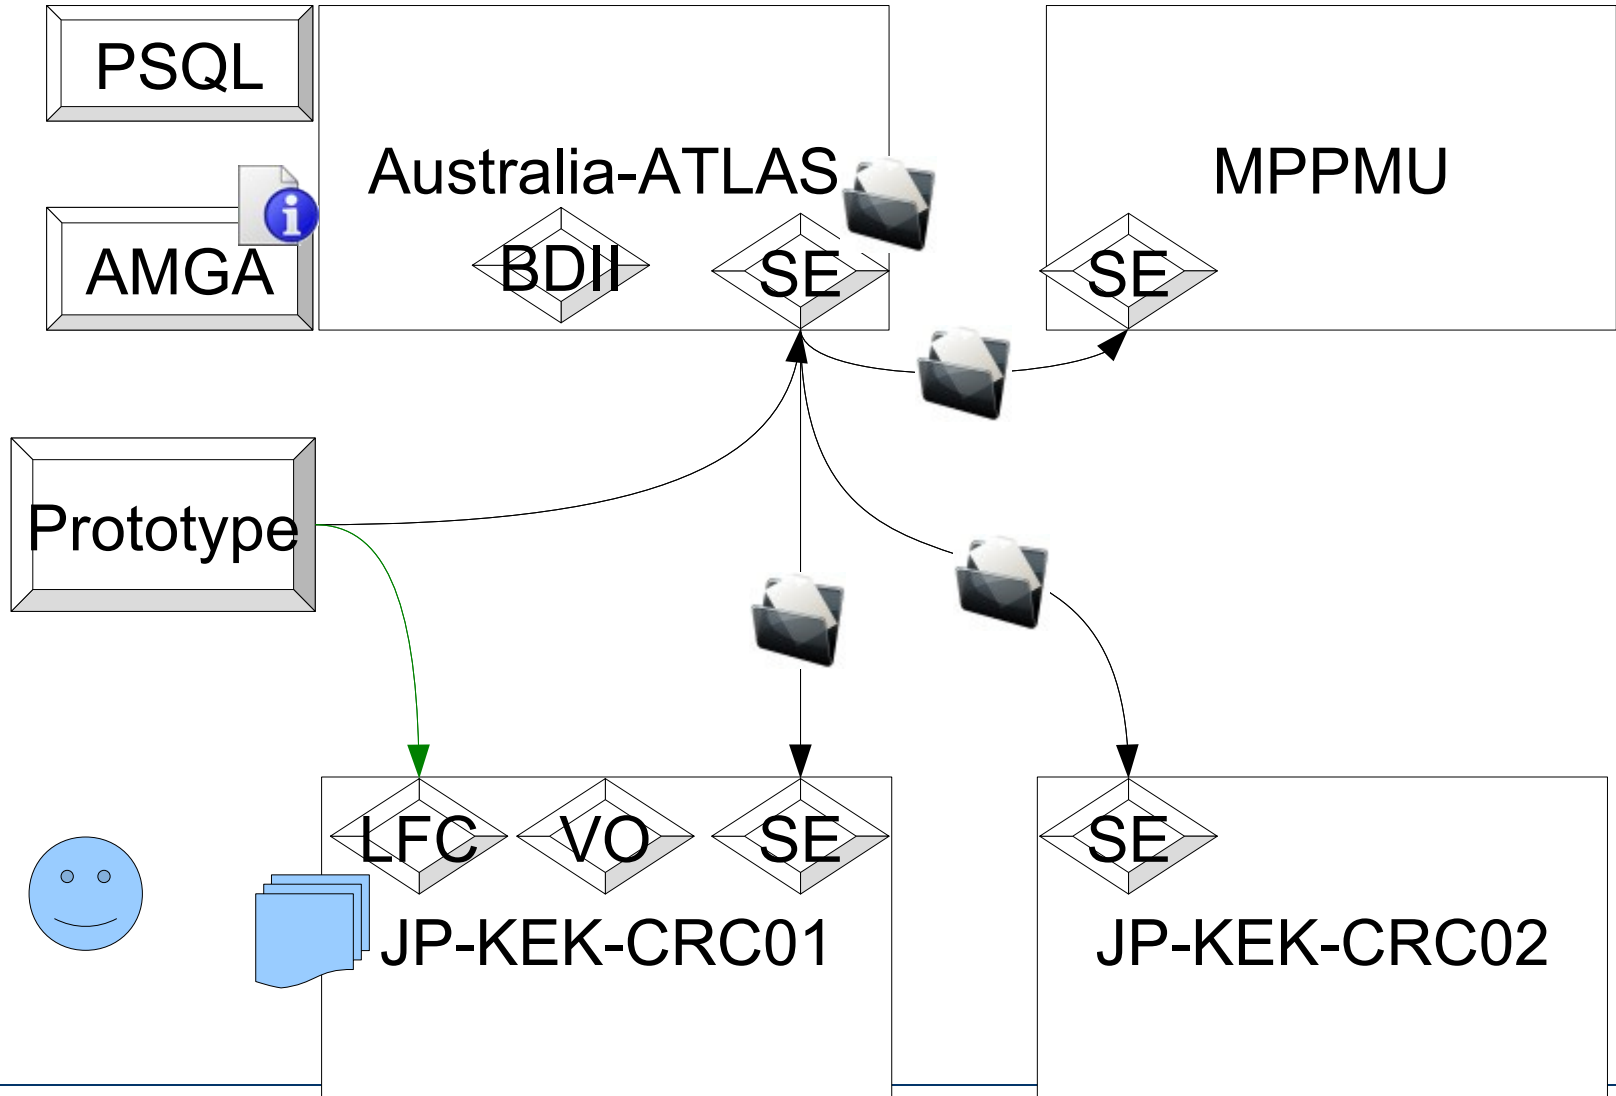 PSQL
Australia-ATLAS
MPPMU
AMGA
BDII
SE
SE
Prototype
LFC
VO
SE
SE
JP-KEK-CRC01
JP-KEK-CRC02